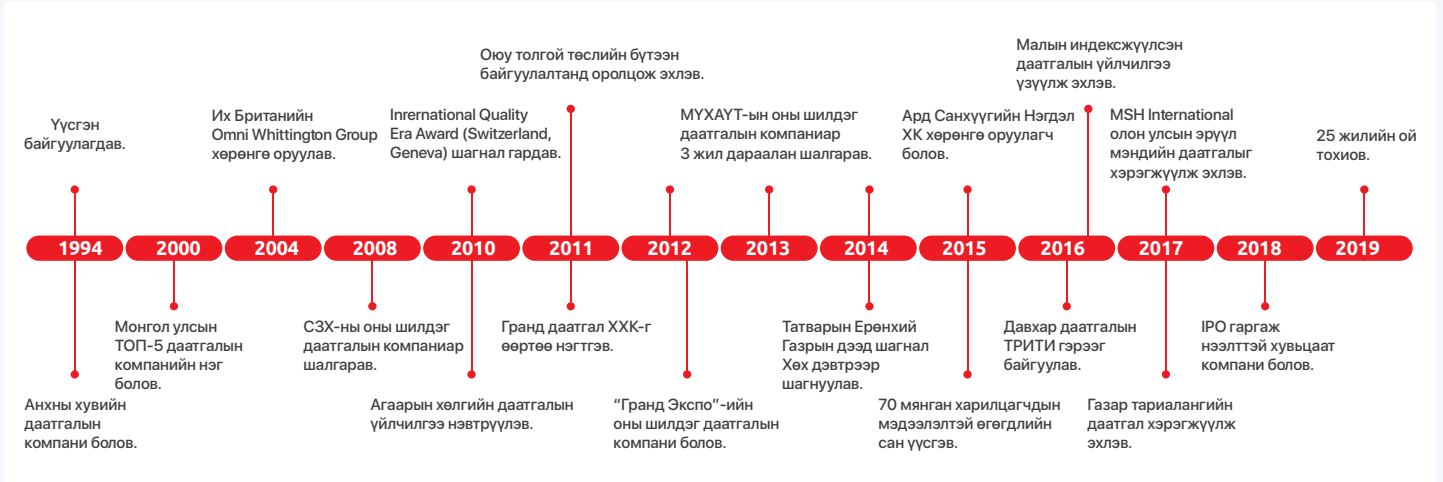 Оюу толгой төслийн бүтээн
байгуулалтанд оролцож эхлэв.
Малын индексжүүлсэн
даатгалын үйлчилгээ
үзүүлж эхлэв.
Үүсгэн
байгуулагдав.
Их Британийн
Omni Whittington Group
хөрөнгө оруулав.
Inrernational Quality
Era Award (Switzerland,
Geneva) шагнал гардав.
МҮХАҮТ-ын оны шилдэг
даатгалын компаниар
3 жил дараалан шалгарав.
Ард Санхүүгийн Нэгдэл
ХК хөрөнгө оруулагч
болов.
MSH International
олон улсын эрүүл
мэндийн даатгалыг
хэрэгжүүлж эхлэв.
25 жилийн ой
тохиов.
1994 2000 2004 2008 2010 2011 2012 2013 2014 2015 2016 2017 2018 2019
Монгол улсын
ТОП-5 даатгалын
компанийн нэг
болов.
СЗХ-ны оны шилдэг
даатгалын компаниар
шалгарав.
Гранд даатгал ХХК-г
өөртөө нэгтгэв.
Татварын Ерөнхий
Газрын дээд шагнал
Хөх дэвтрээр
шагнуулав.
Давхар даатгалын
ТРИТИ гэрээг
байгуулав.
IPO гаргаж
нээлттэй хувьцаат
компани болов.
Анхны хувийн
даатгалын
компани болов.
Агаарын хөлгийн даатгалын
үйлчилгээ нэвтрүүлэв.
“Гранд Экспо”-ийн
оны шилдэг даатгалын
компани болов.
70 мянган харилцагчдын
мэдээлэлтэй өгөгдлийн
сан үүсгэв.
Газар тариалангийн
даатгал хэрэгжүүлж
эхлэв.